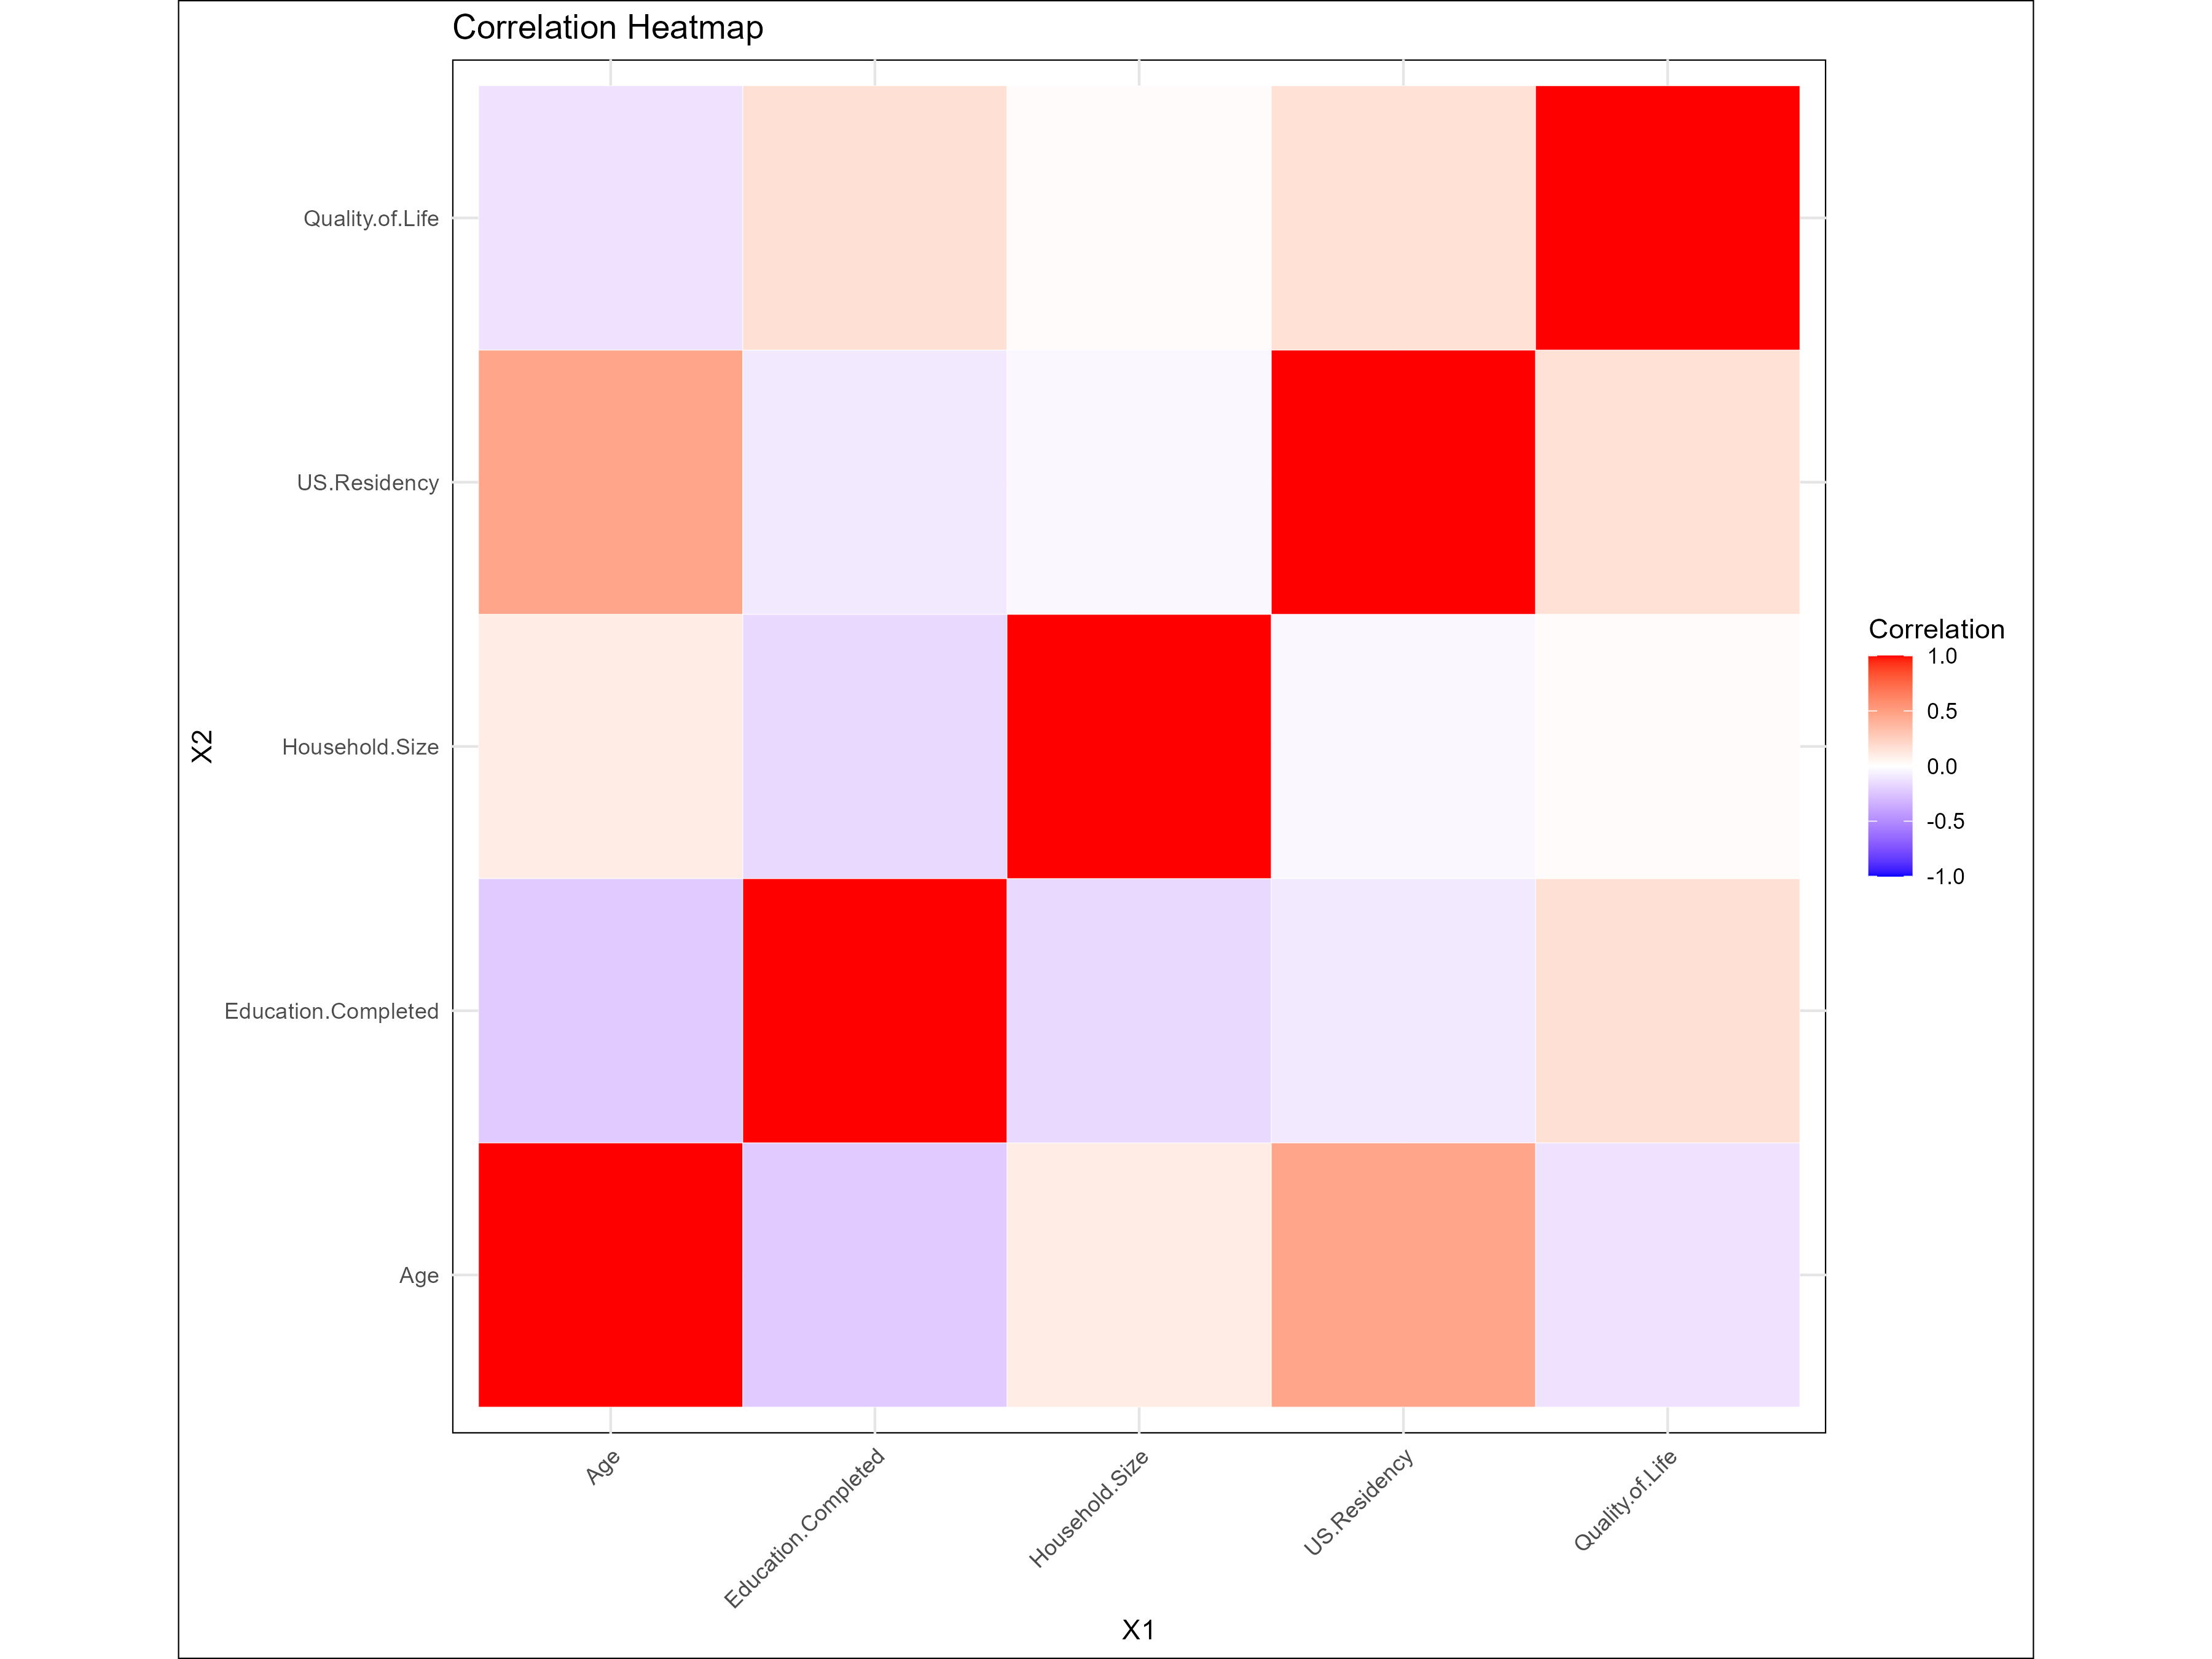 Correlation Heatmap
Quality.of.Life
US.Residency
Household.Size
Education.Completed
Age
X2
Correlation
1.0
0.5
0.0
-0.5
-1.0
Age
Education.Completed
Household.Size
US.Residency
Quality.of.Life
X1